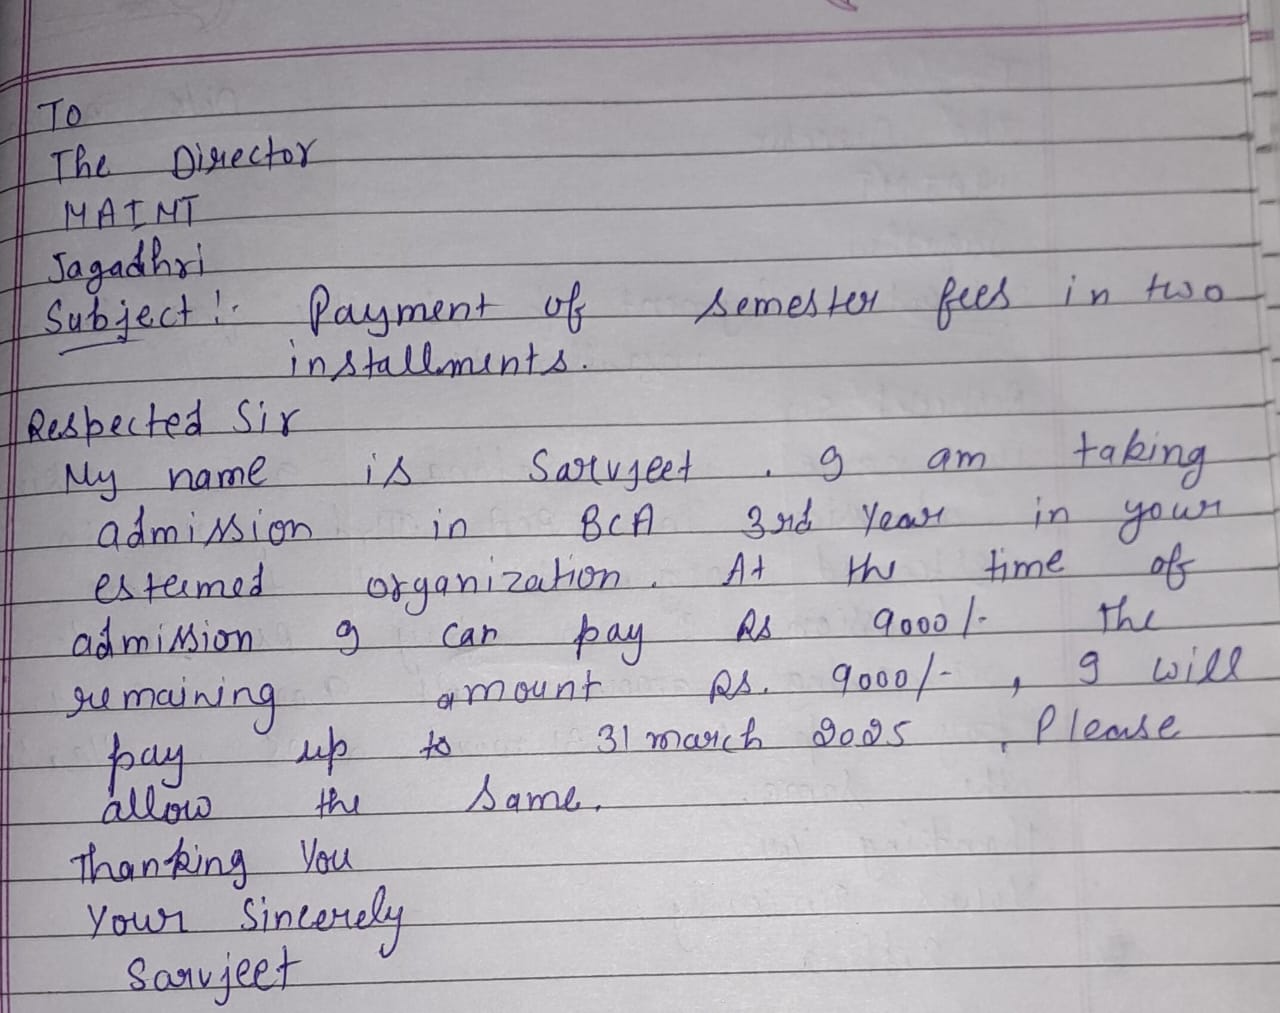 To
The Director
MAIMT
Jagadhri
Subject :- Payment of semester fees in two
installments.
Respected Sir
My name is Sarvjeet . I am taking
admission in BCA 3rd Year in your
esteemed organization. At the time of
admission I can pay Rs 9000/- The
remaining amount Rs. 9000/- , I will
pay up to 31 march 2025 , Please
allow the same.
Thanking You
Your Sincerely
Sarvjeet